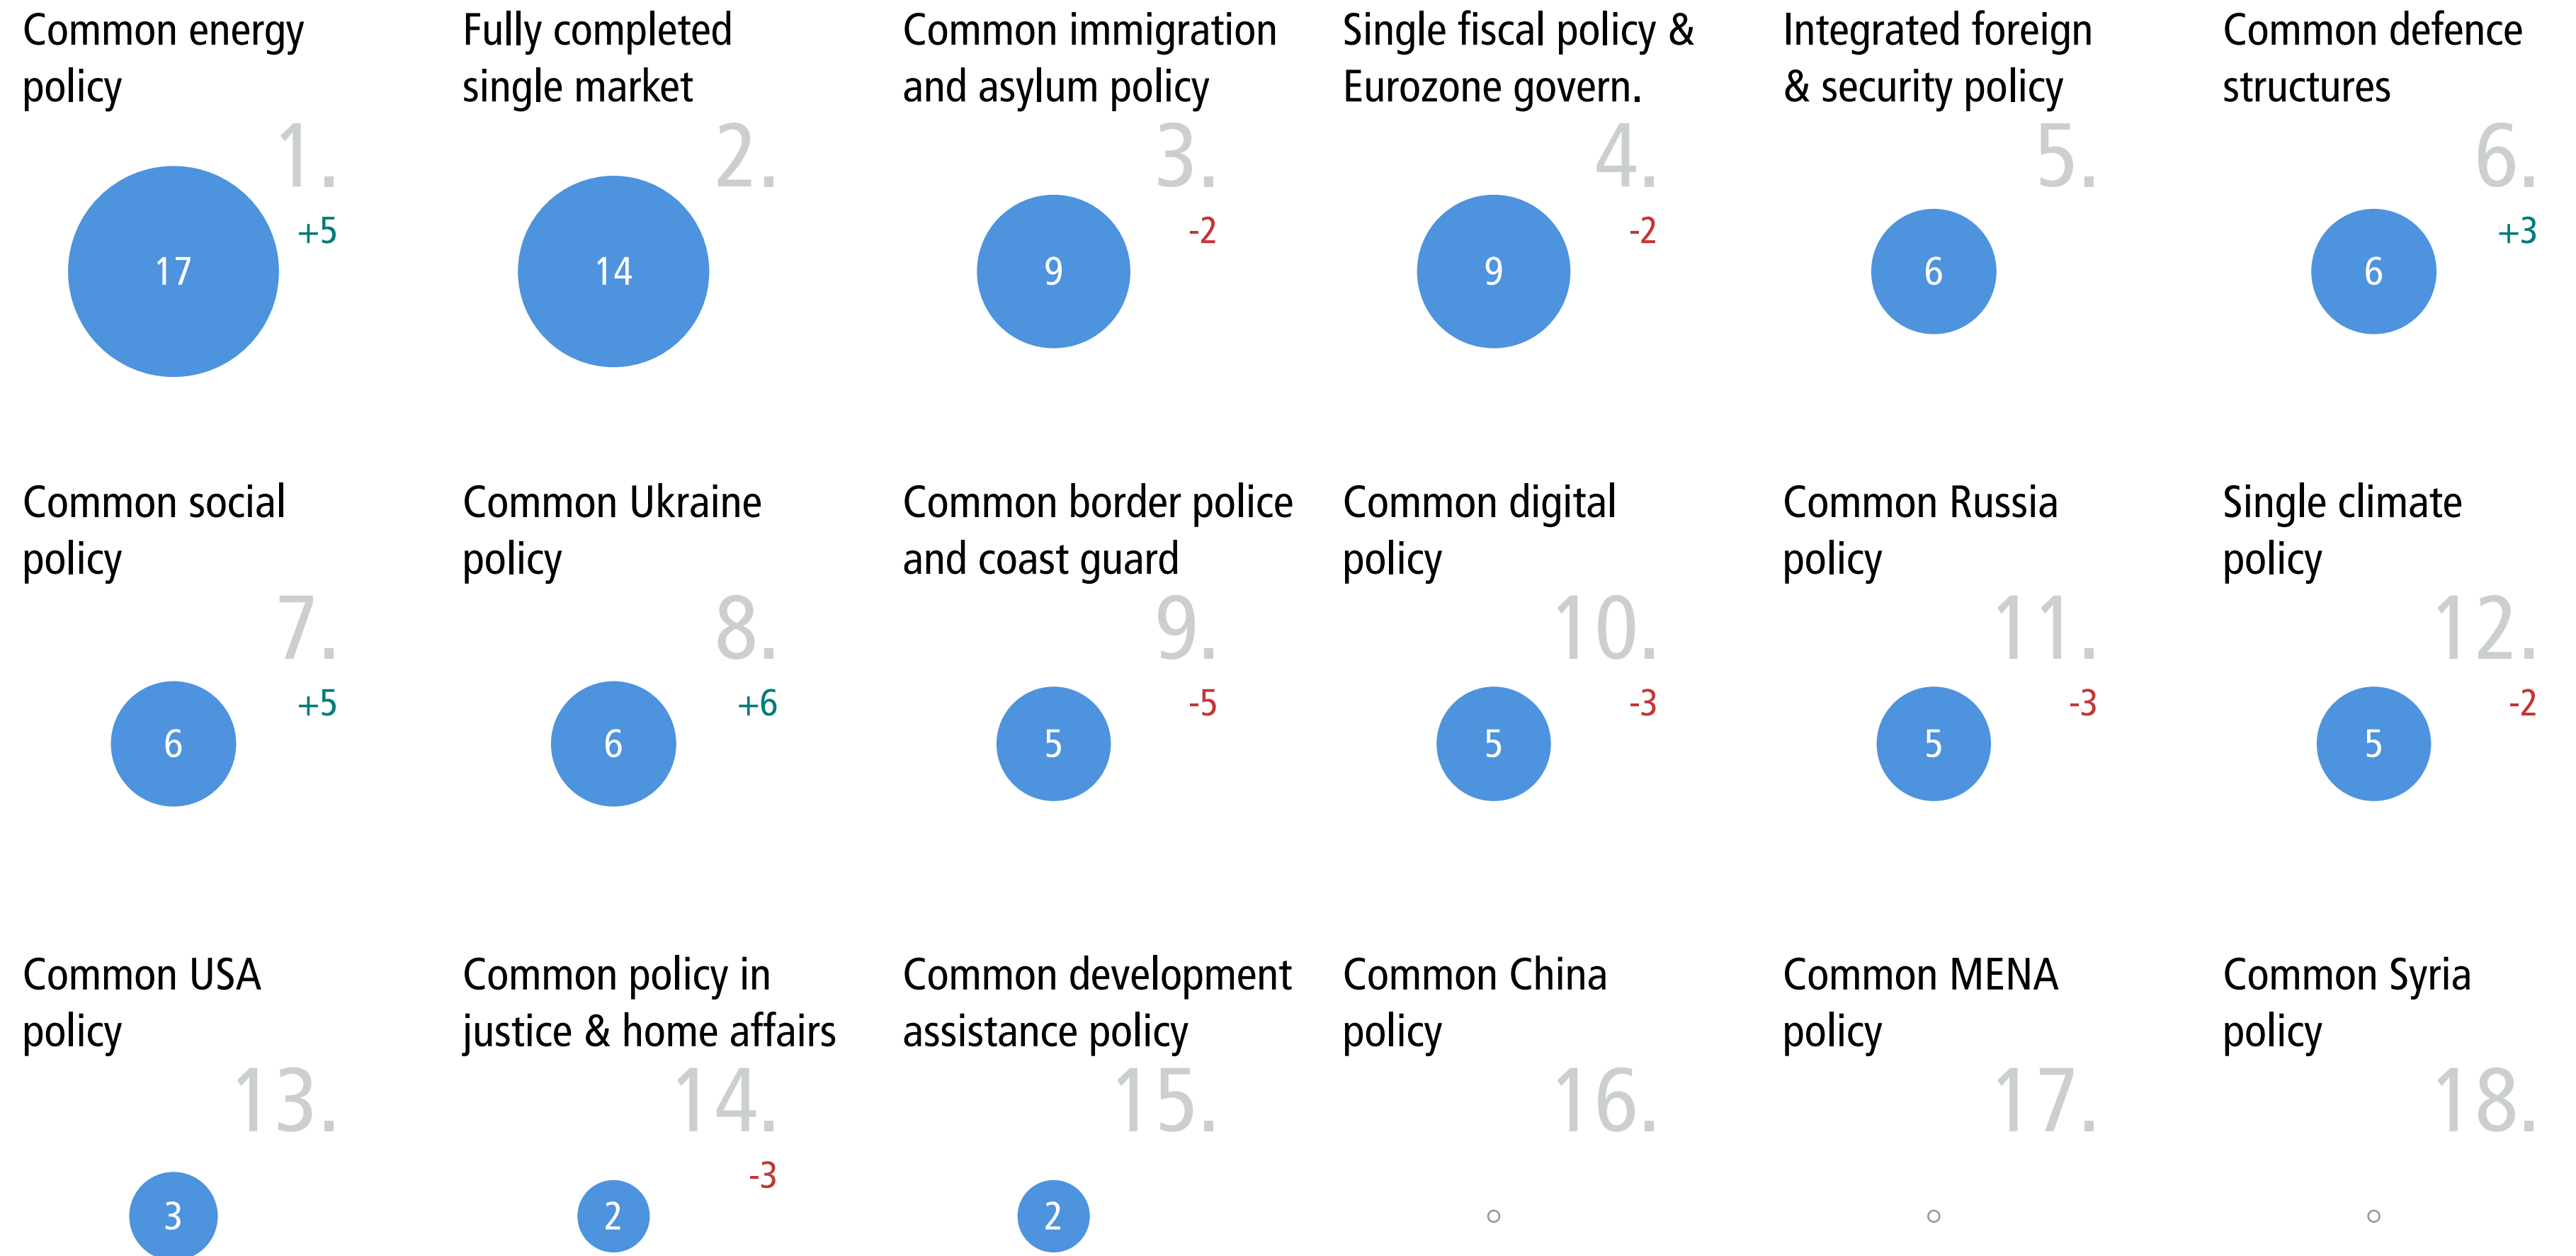 Common energy
policy
1.
+5
17
Fully completed
single market
2.
14
Common immigration
and asylum policy
3.
-2
9
Single fiscal policy &
Eurozone govern.
4.
-2
9
Integrated foreign
& security policy
5.
6
Common defence
structures
6.
+3
6
Common social
policy
7.
+5
6
Common Ukraine
policy
8.
+6
6
Common border police
and coast guard
9.
-5
5
Common digital
policy
10.
-3
5
Common Russia
policy
11.
-3
5
Single climate
policy
12.
-2
5
Common USA
policy
13.
3
Common policy in
justice & home affairs
14.
-3
2
Common development
assistance policy
15.
2
Common China
policy
16.
Common MENA
policy
17.
Common Syria
policy
18.